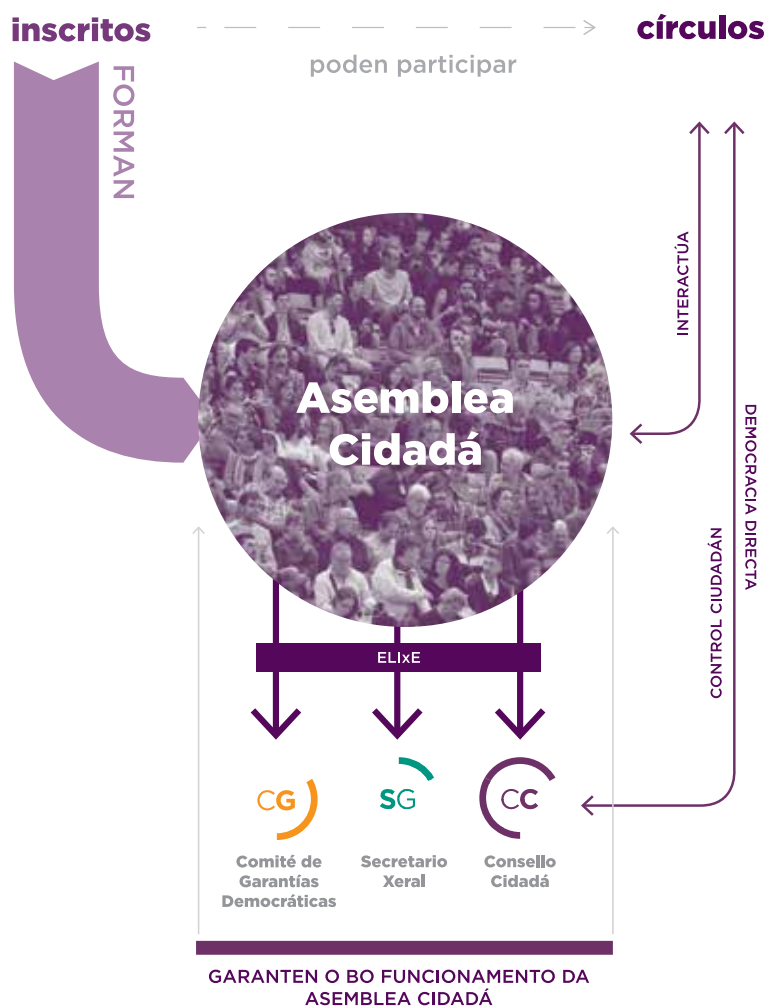 inscritos
poden participar
círculos
FORMAN
Asemblea
Cidadá
INTERACTÚA
DEMOCRACIA DIRECTA
CONTROL CIUDADÁN
ELIxE
CG
Comité de
Garantías
Democráticas
SG
Secretario
Xeral
CC
Consello
Cidadá
GARANTEN O BO FUNCIONAMENTO DA
ASEMBLEA CIDADÁ